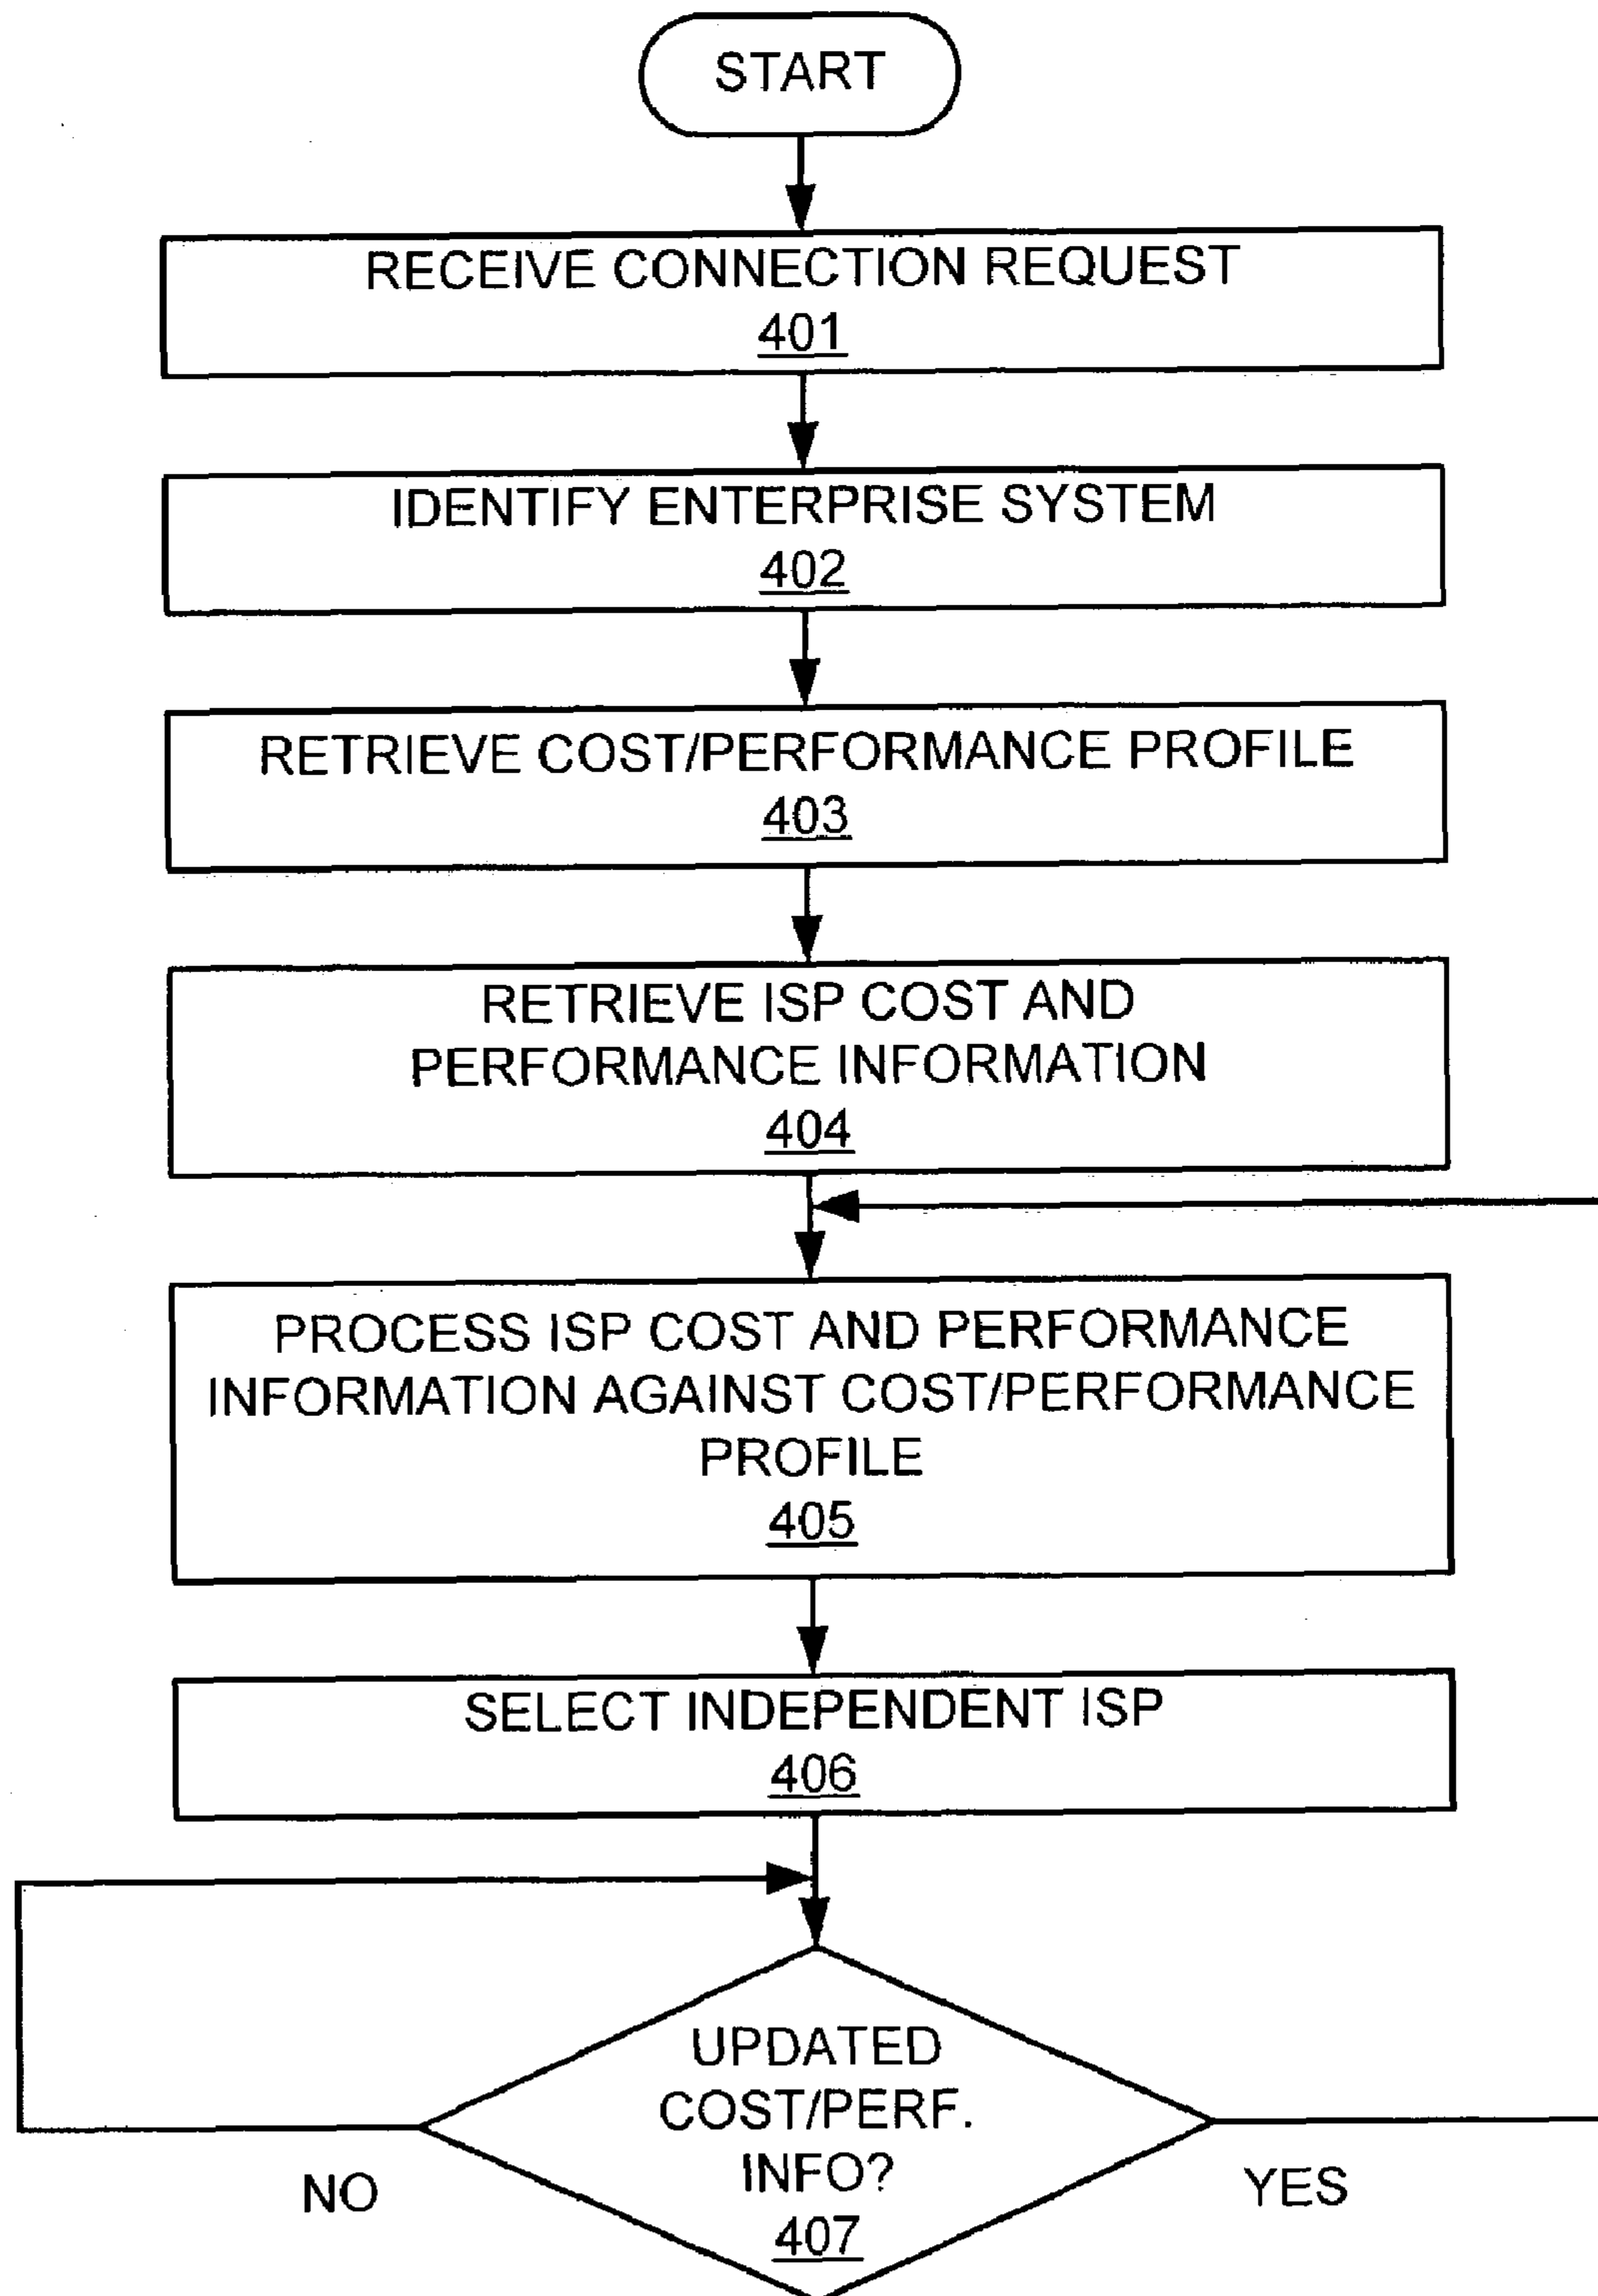 START
RECEIVE CONNECTION REQUEST
401
IDENTIFY ENTERPRISE SYSTEM
402
RETRIEVE COST/PERFORMANCE PROFILE
403
RETRIEVE ISP COST AND
PERFORMANCE INFORMATION
404
PROCESS ISP COST AND PERFORMANCE
INFORMATION AGAINST COST/PERFORMANCE
PROFILE
405
SELECT INDEPENDENT ISP
406
UPDATED
COST/PERF.
INFO?
407
NO
YES